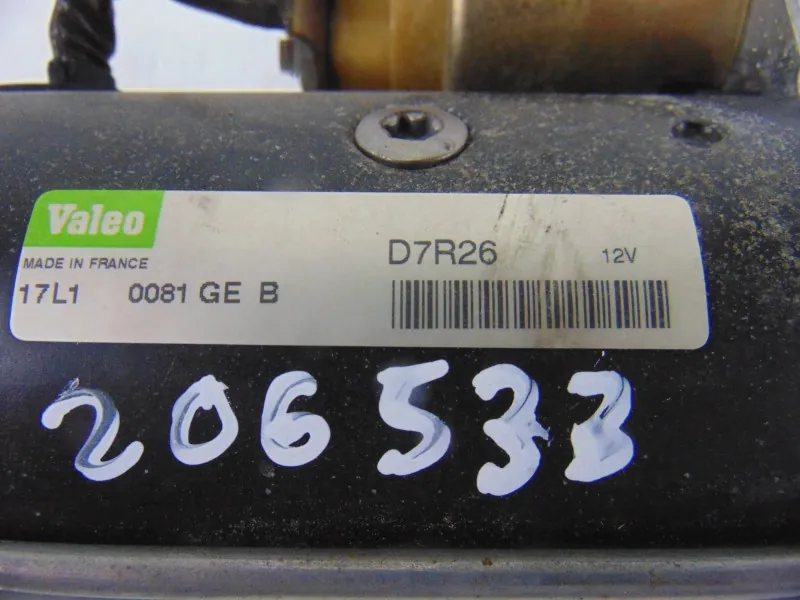 Valeo
MADE IN FRANCE
D7R26 12V
17L1 0081 GE B
206533